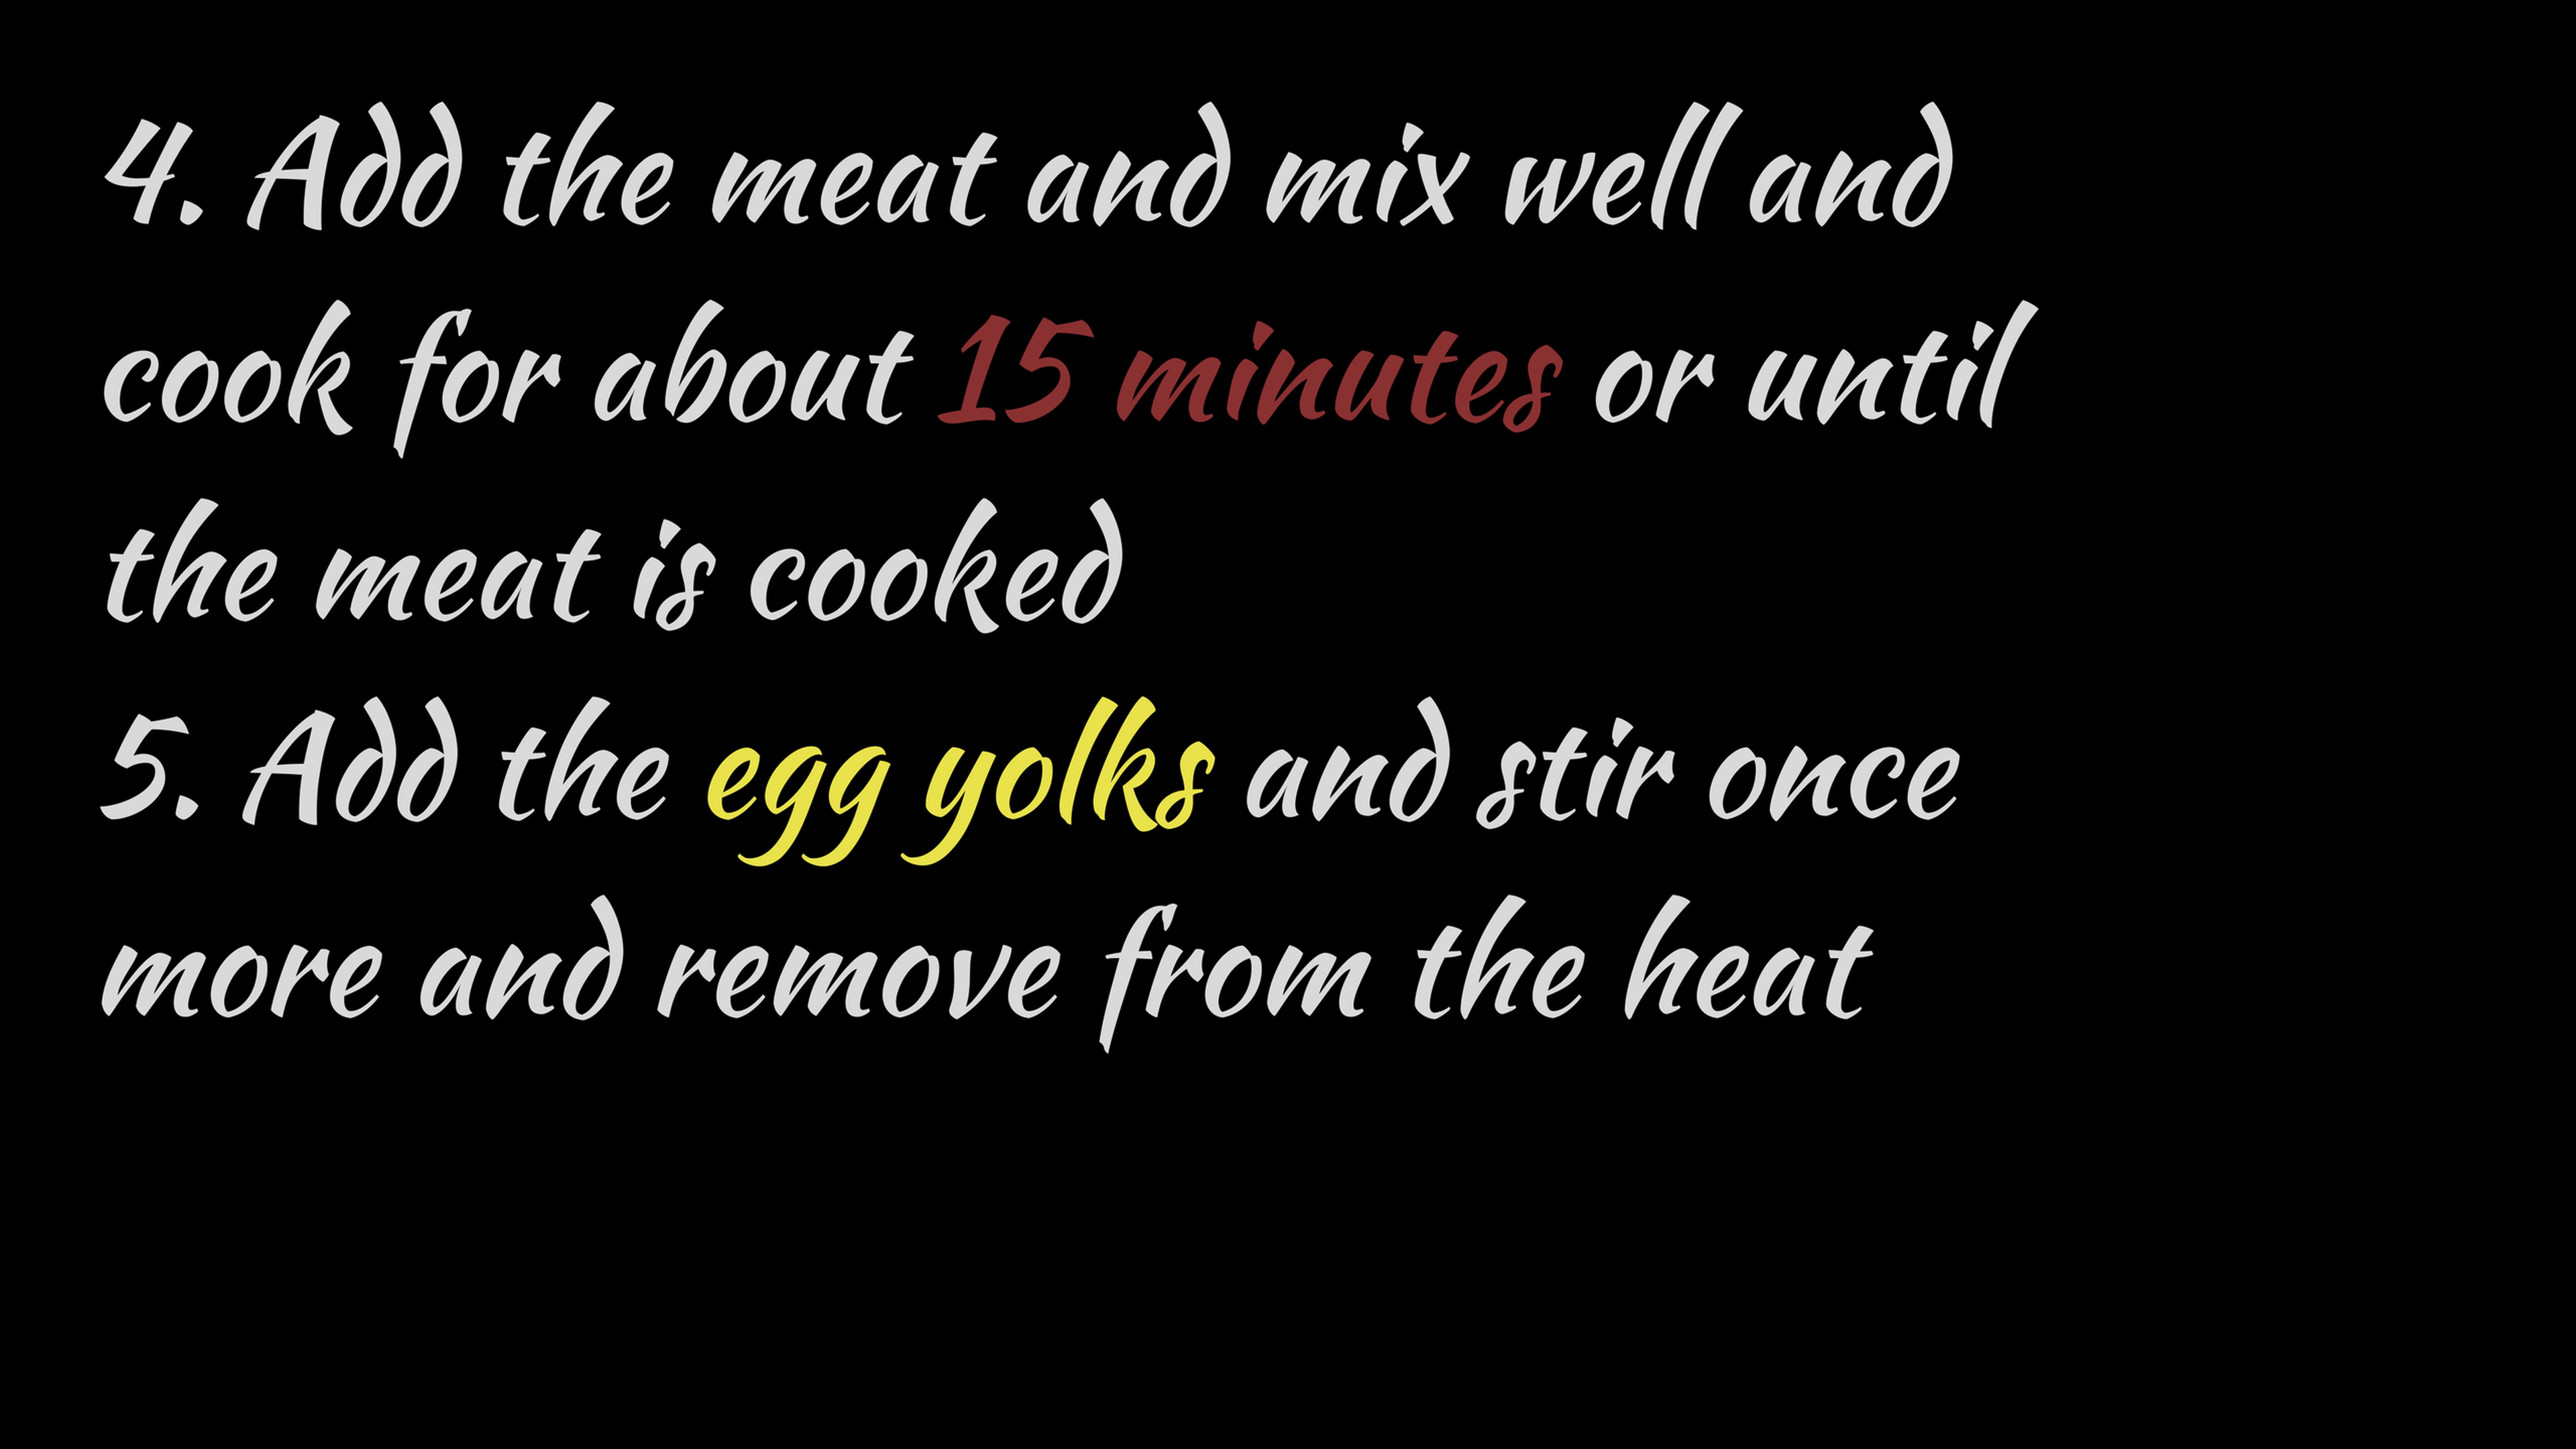 4. Add the meat and mix well and
cook for about 15 minutes or until
the meat is cooked
5. Add the egg yolks and stir once
more and remove from the heat